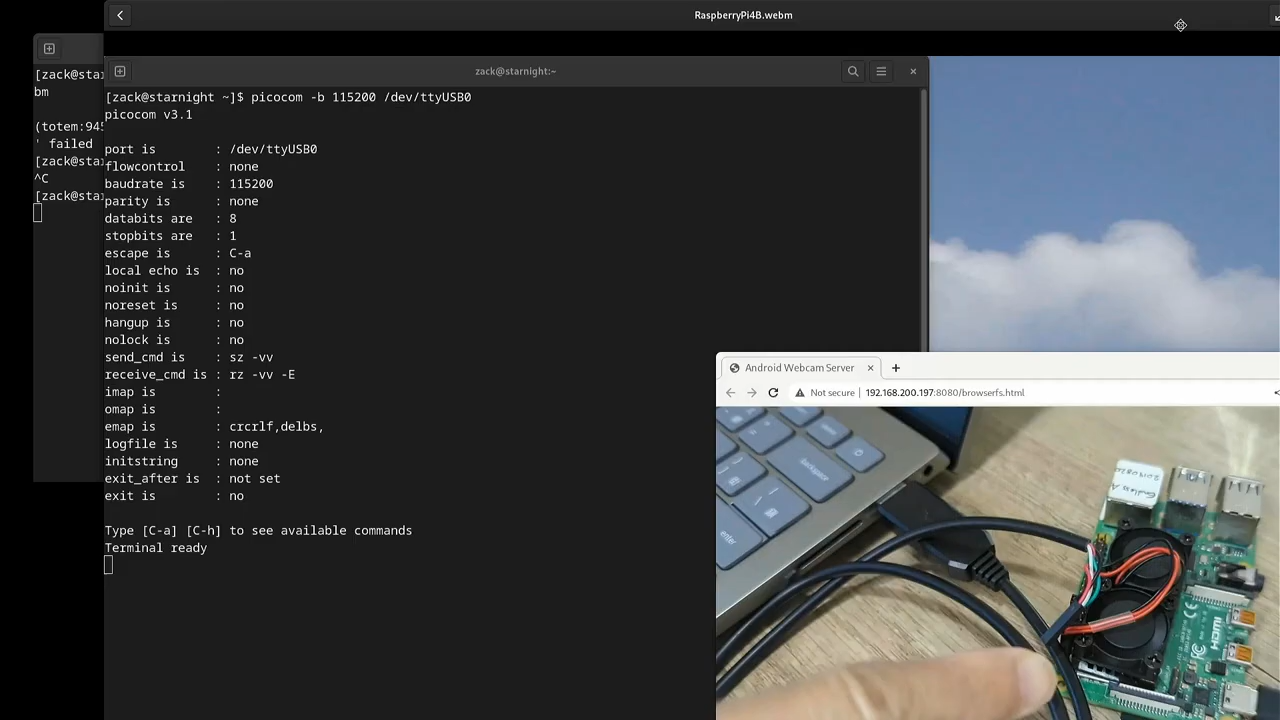 RaspberryPi4B.webm
zack@starnight:~
[zack@sta
bm
(totem:945
' failed
[zack@sta
^C
[zack@sta
[zack@starnight ~]$ picocom -b 115200 /dev/ttyUSB0
picocom v3.1
port is : /dev/ttyUSB0
flowcontrol : none
baudrate is : 115200
parity is : none
databits are : 8
stopbits are : 1
escape is : C-a
local echo is : no
noinit is : no
noreset is : no
hangup is : no
nolock is : no
send_cmd is : sz -vv
receive_cmd is : rz -vv -E
imap is :
omap is :
emap is : crcrlf,delbs,
logfile is : none
initstring : none
exit_after is : not set
exit is : no
Type [C-a] [C-h] to see available commands
Terminal ready
Android Webcam Server
Not secure | 192.168.200.197:8080/browserfs.html
backspace
enter
HDMI